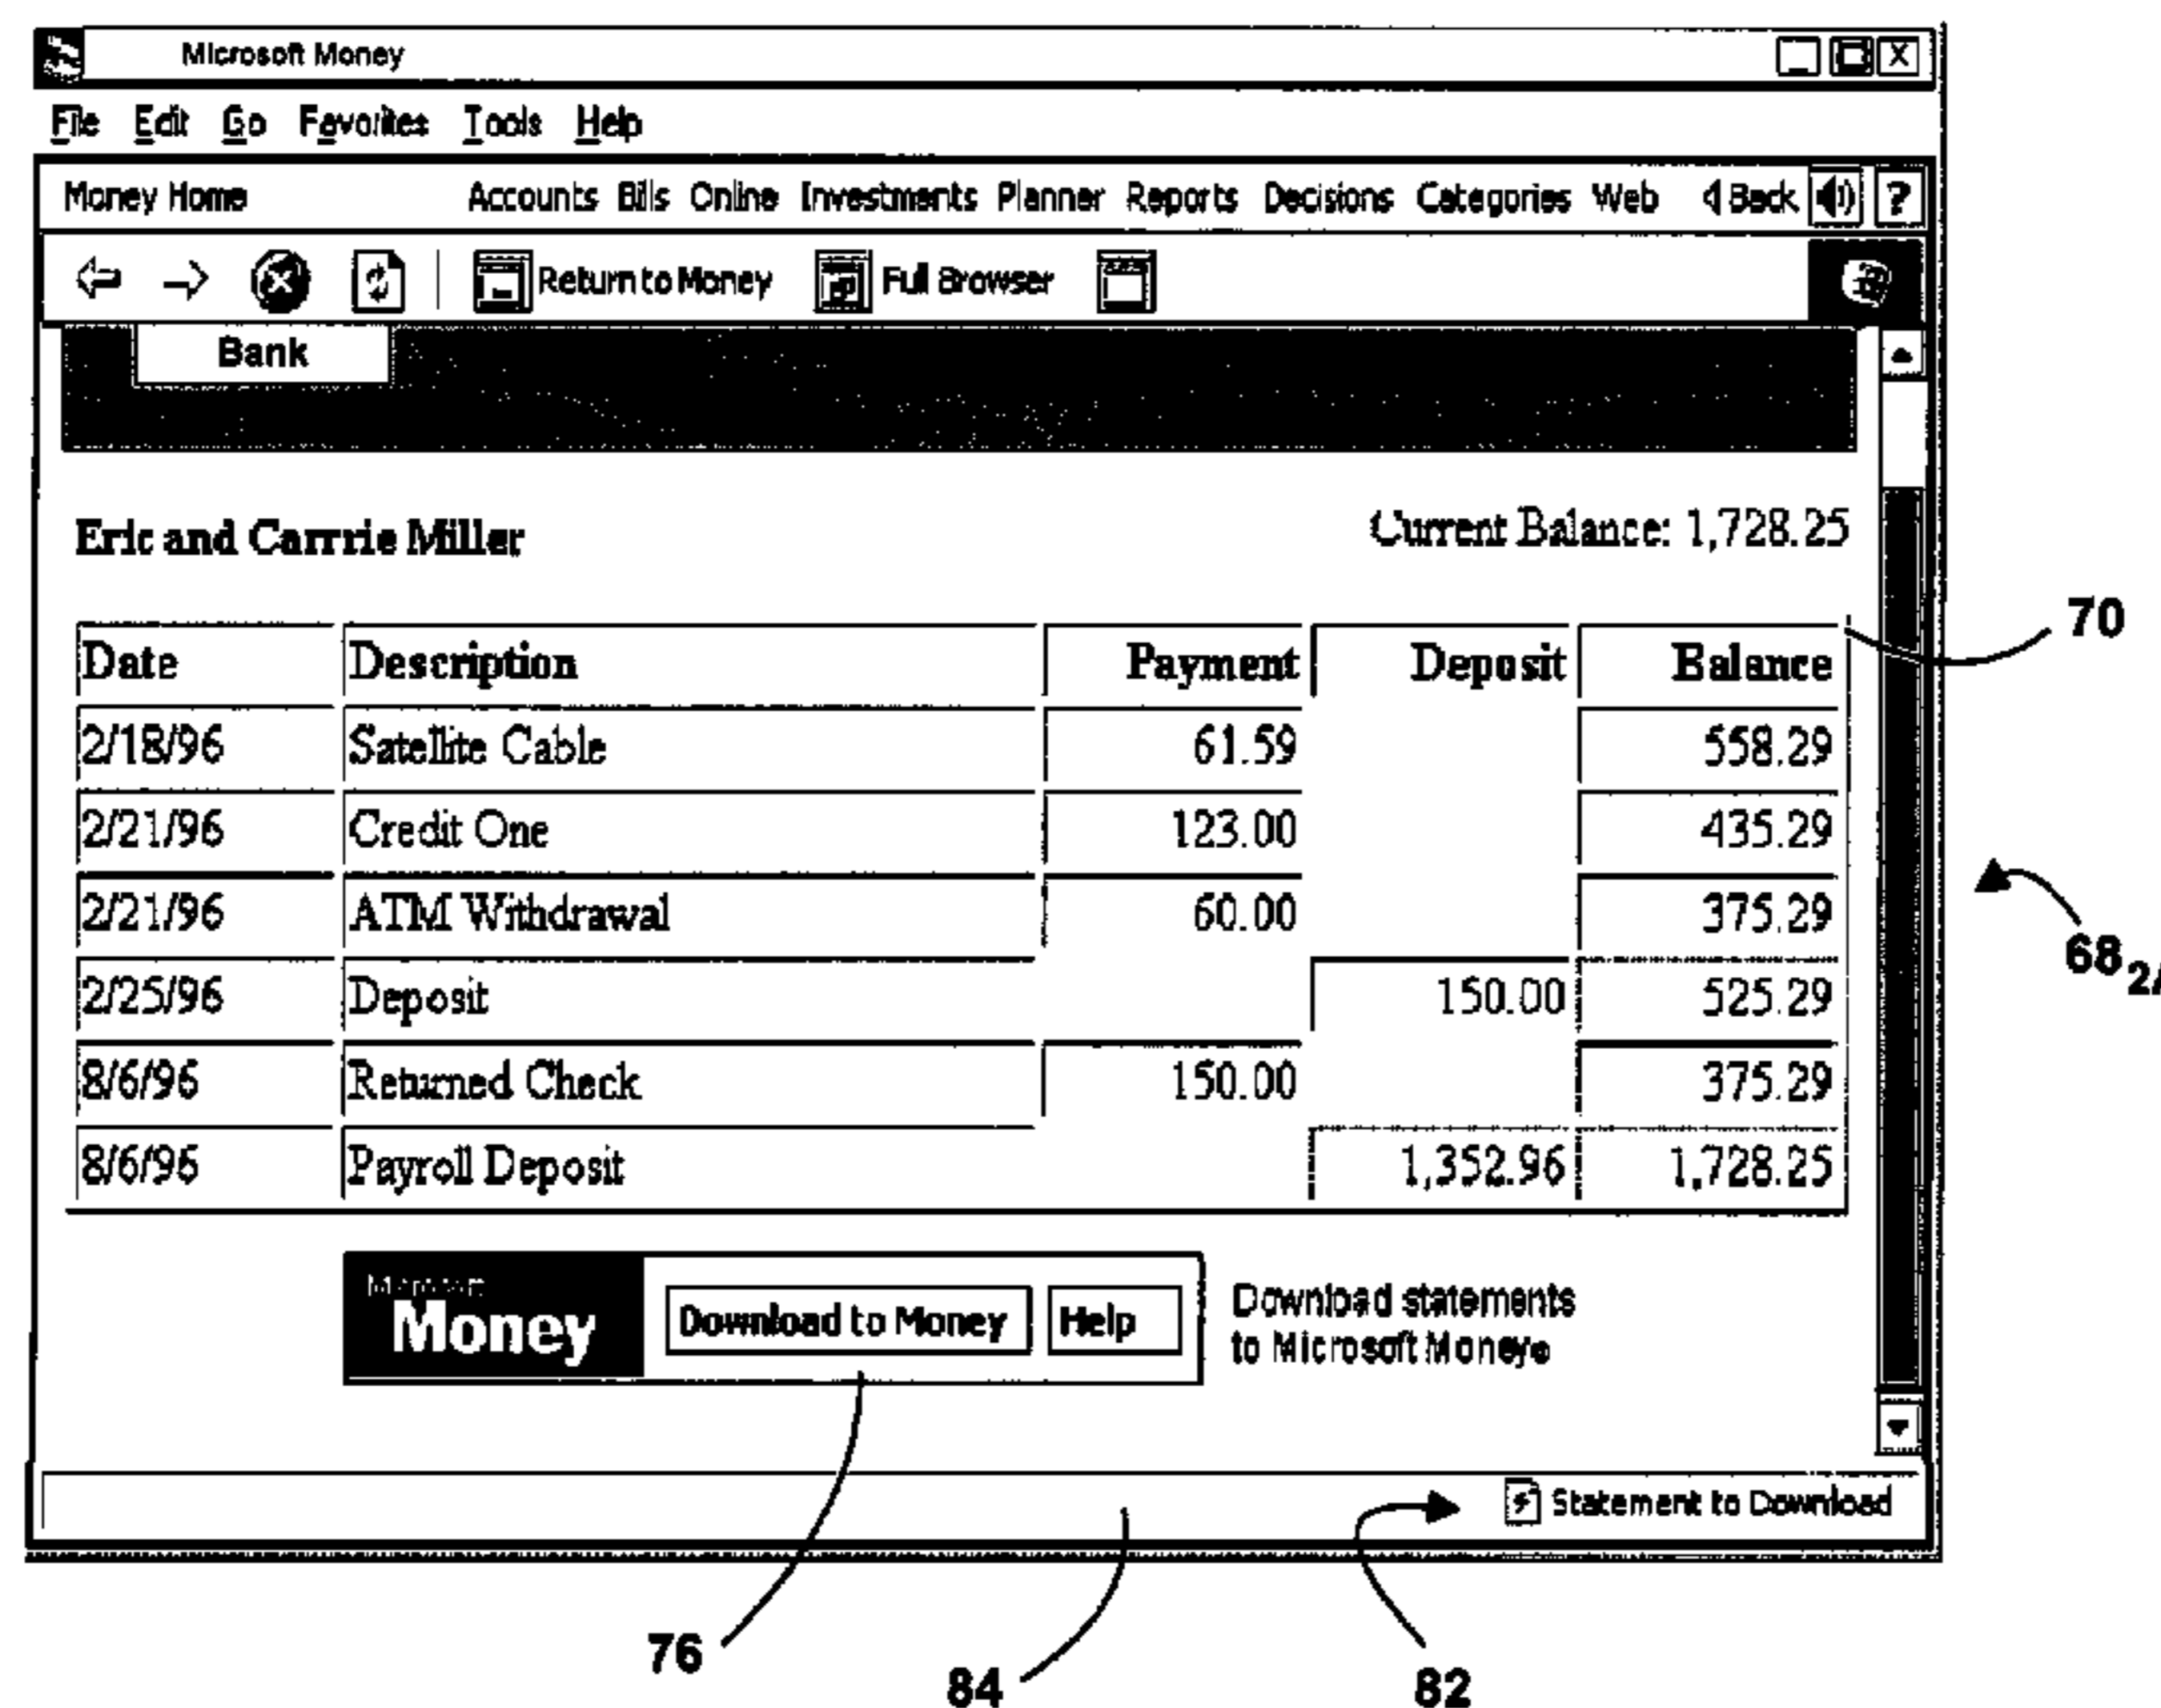 Microsoft Money
File Edit Go Favorites Tools Help
Money Home Accounts Bills Online Investments Planner Reports Decisions Categories Web Back ?
Return to Money Full Browser
Bank
Eric and Carrrie Miller Current Balance: 1,728.25
70
Date Description Payment Deposit Balance
2/18/96 Satellite Cable 61.59 558.29
2/21/96 Credit One 123.00 435.29
2/21/96 ATM Withdrawal 60.00 375.29
68
2/25/96 Deposit 150.00 525.29
8/6/96 Returned Check 150.00 375.29
8/6/96 Payroll Deposit 1,352.96 1,728.25
Microsoft
Money Download to Money Help
Download statements
to Microsoft Money®
Statement to Download
76
84
82